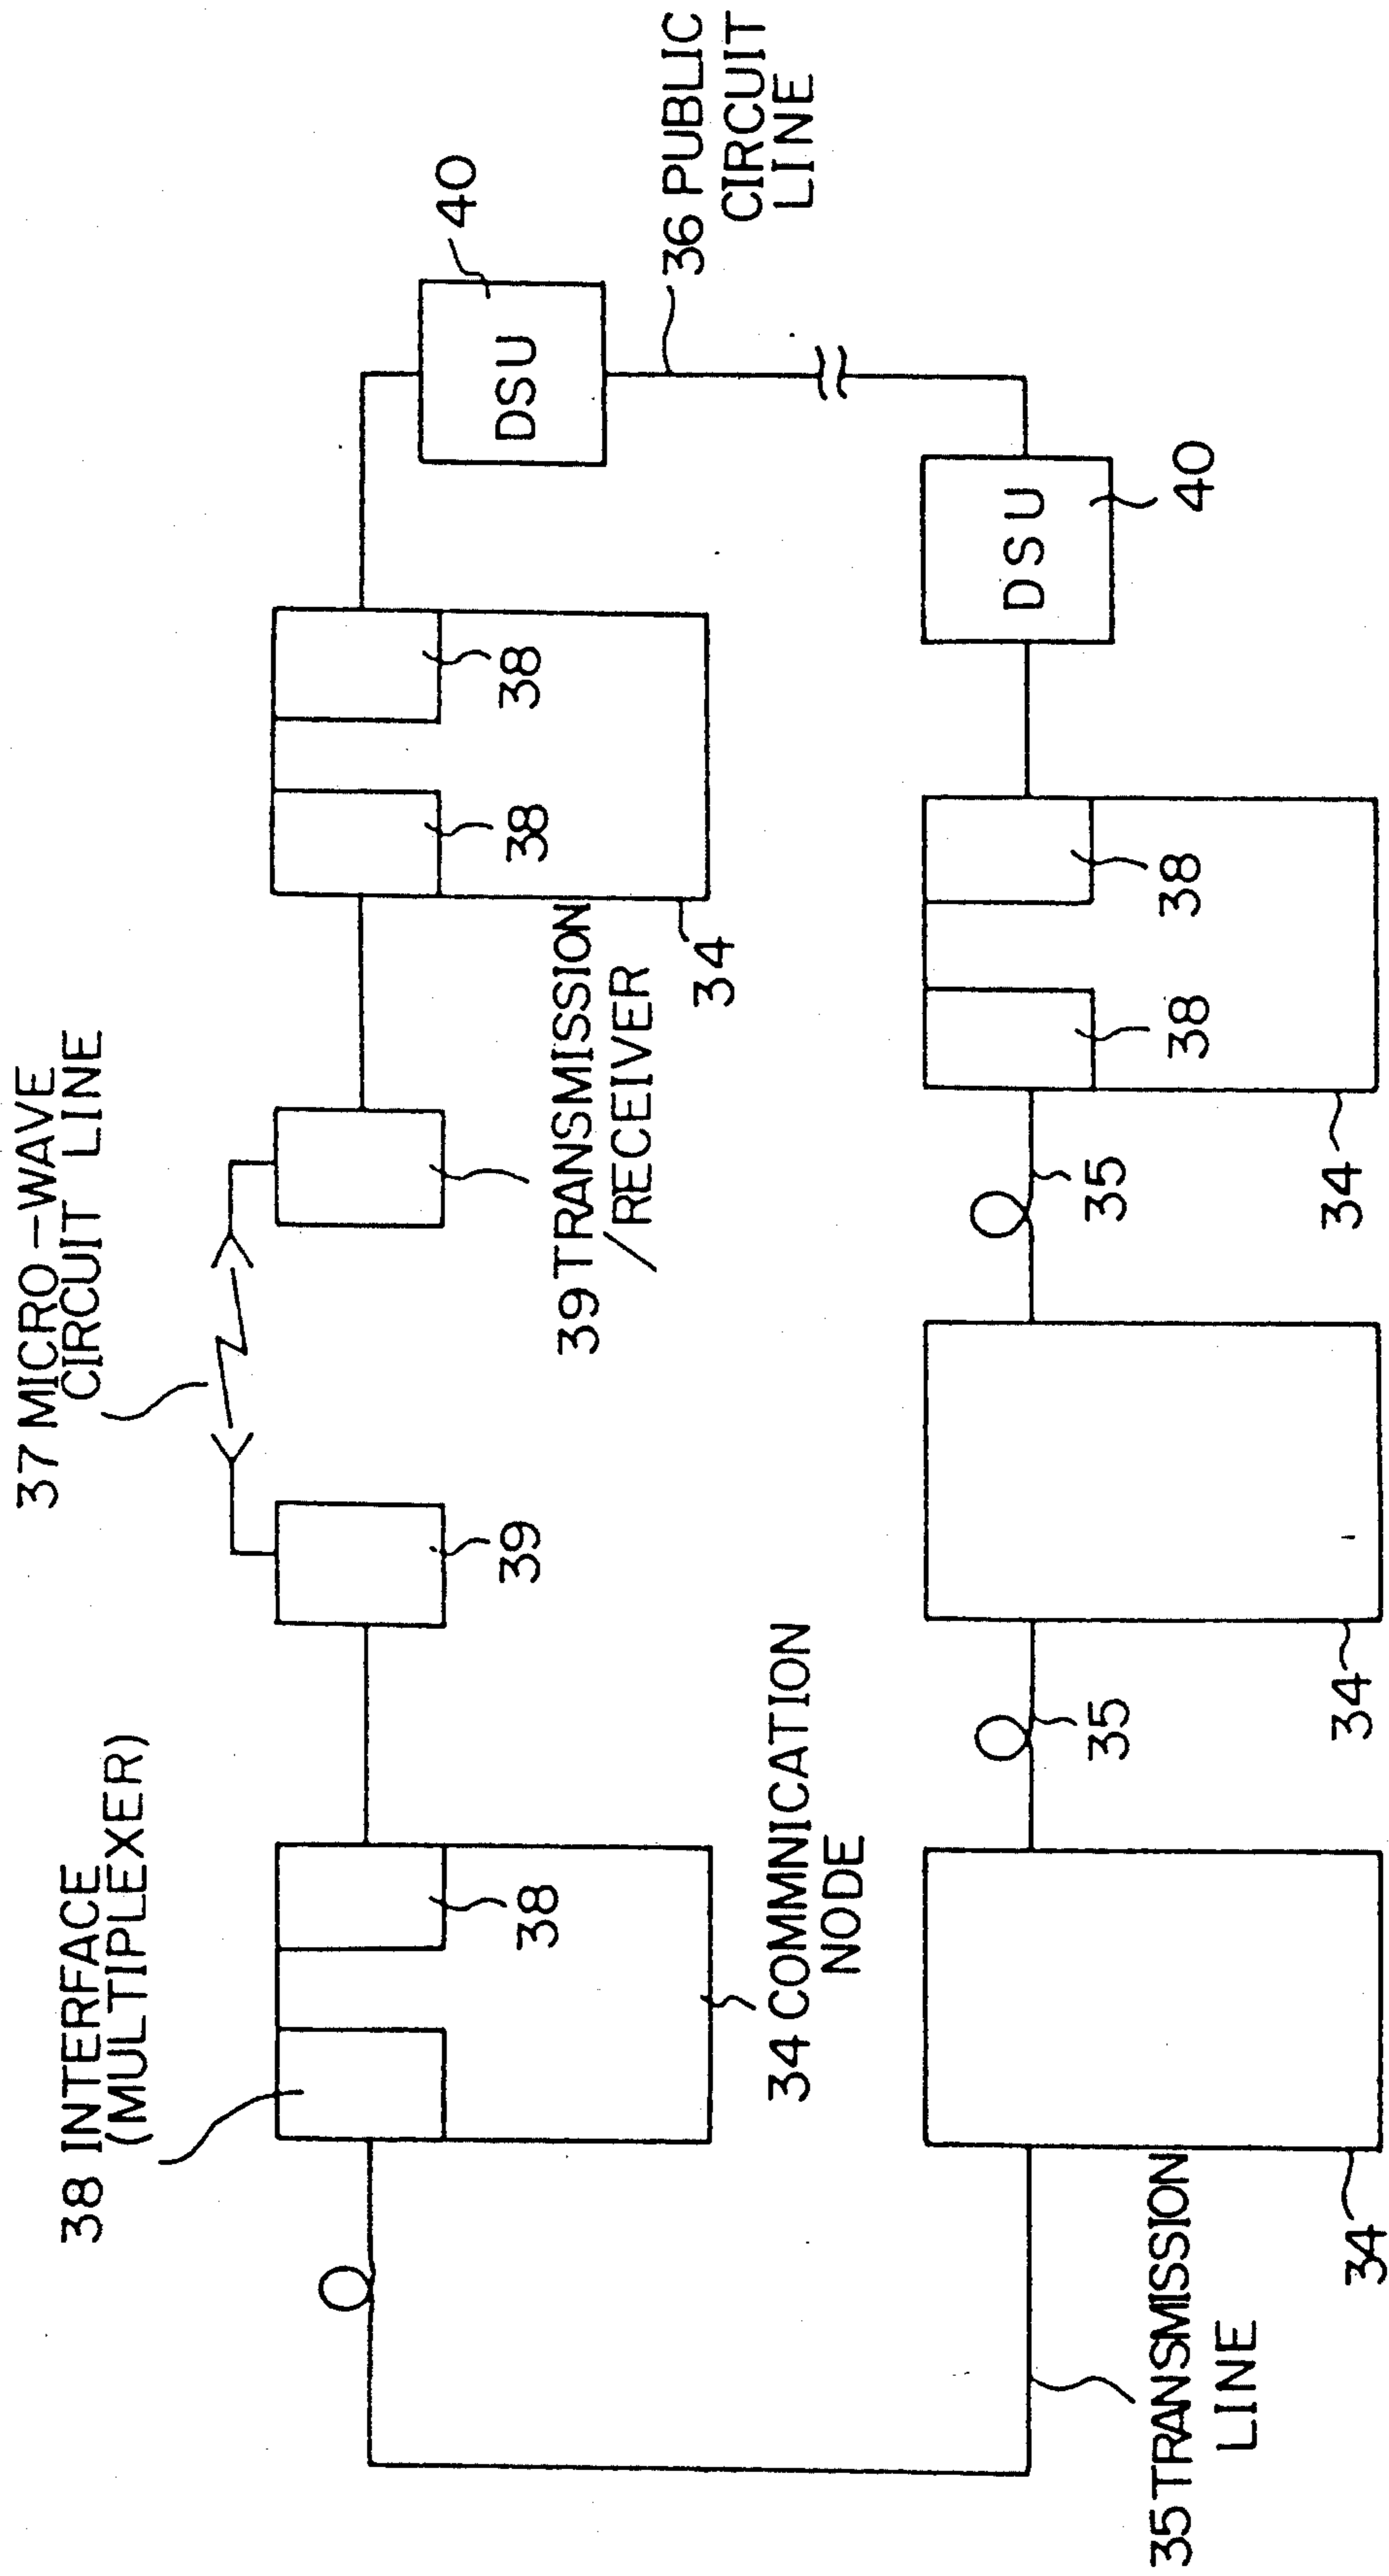 37 MICRO-WAVE
CIRCUIT LINE
38 INTERFACE
(MULTIPLEXER)
38
39
39 TRANSMISSION
/RECEIVER
38
38
34
40
DSU
36 PUBLIC
CIRCUIT
LINE
34 COMMNICATION
NODE
35 TRANSMISSION
LINE
34
35
34
35
38
38
34
DSU
40